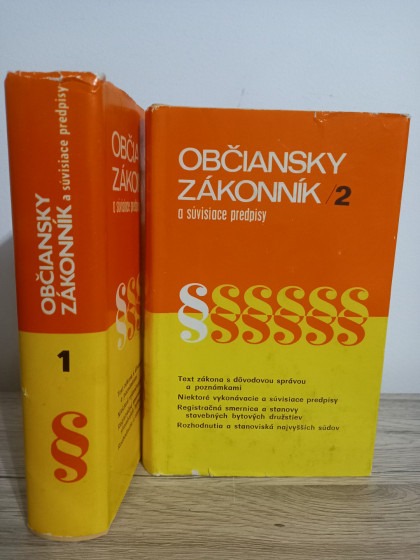 OBČIANSKY
ZÁKONNÍK
a súvisiace predpisy
1
§
OBČIANSKY
ZÁKONNÍK /2
a súvisiace predpisy
§§§§§§
Text zákona s dôvodovou správou
a poznámkami
Niektoré vykonávacie a súvisiace predpisy
Registračná smernica a stanovy
stavebných bytových družstiev
Rozhodnutia a stanoviská najvyšších súdov